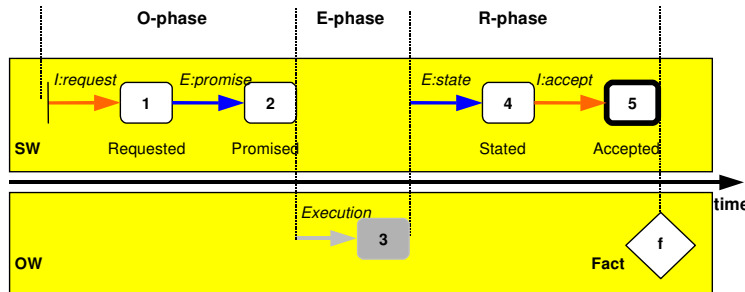 O-phase E-phase R-phase
I:request E:promise E:state I:accept
1 2 4 5
SW Requested Promised Stated Accepted
time
Execution
3 f
OW Fact